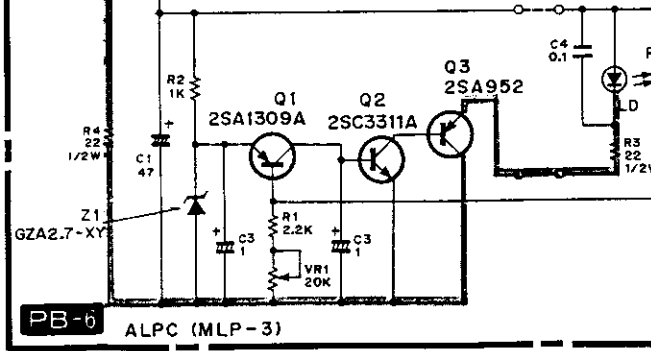 C4
0.1
Q3
2SA952
R2
1K
Q1
2SA1309A
Q2
2SC3311A
LD
R4
22
1/2W
C1
47
+
R3
22
1/2W
Z1
GZA2.7-XY
+
C3
1
R1
2.2K
+
C3
1
VR1
20K
PB-6
ALPC (MLP-3)